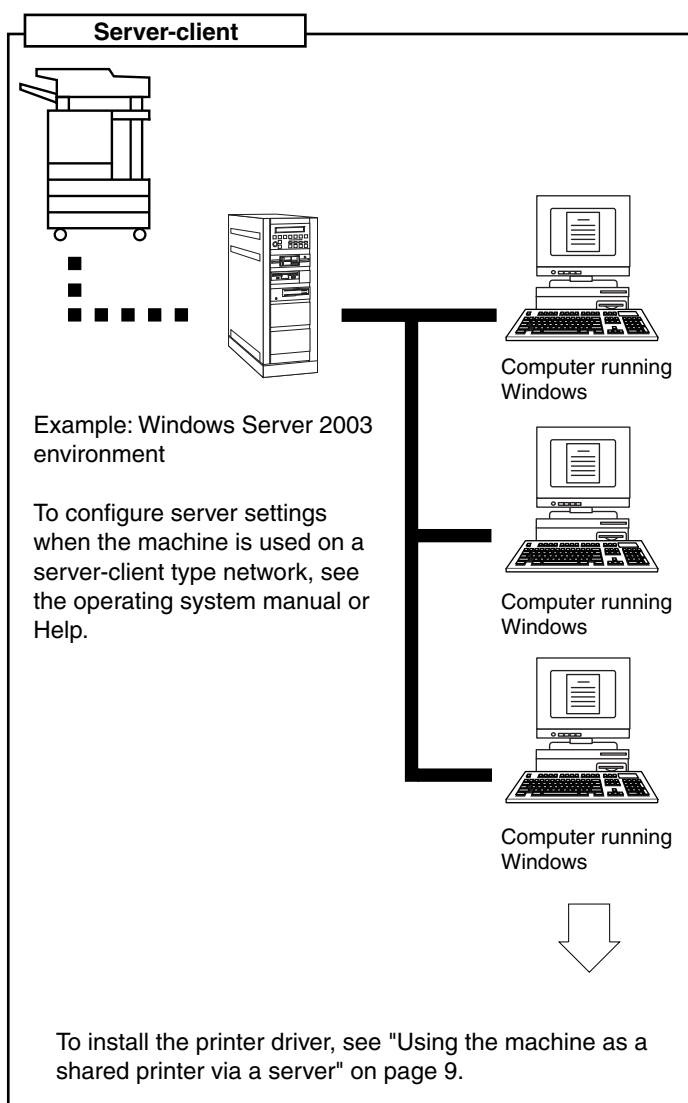 Server-client
Computer running
Windows
Example: Windows Server 2003
environment
To configure server settings
when the machine is used on a
server-client type network, see
the operating system manual or
Help.
Computer running
Windows
Computer running
Windows
To install the printer driver, see "Using the machine as a
shared printer via a server" on page 9.